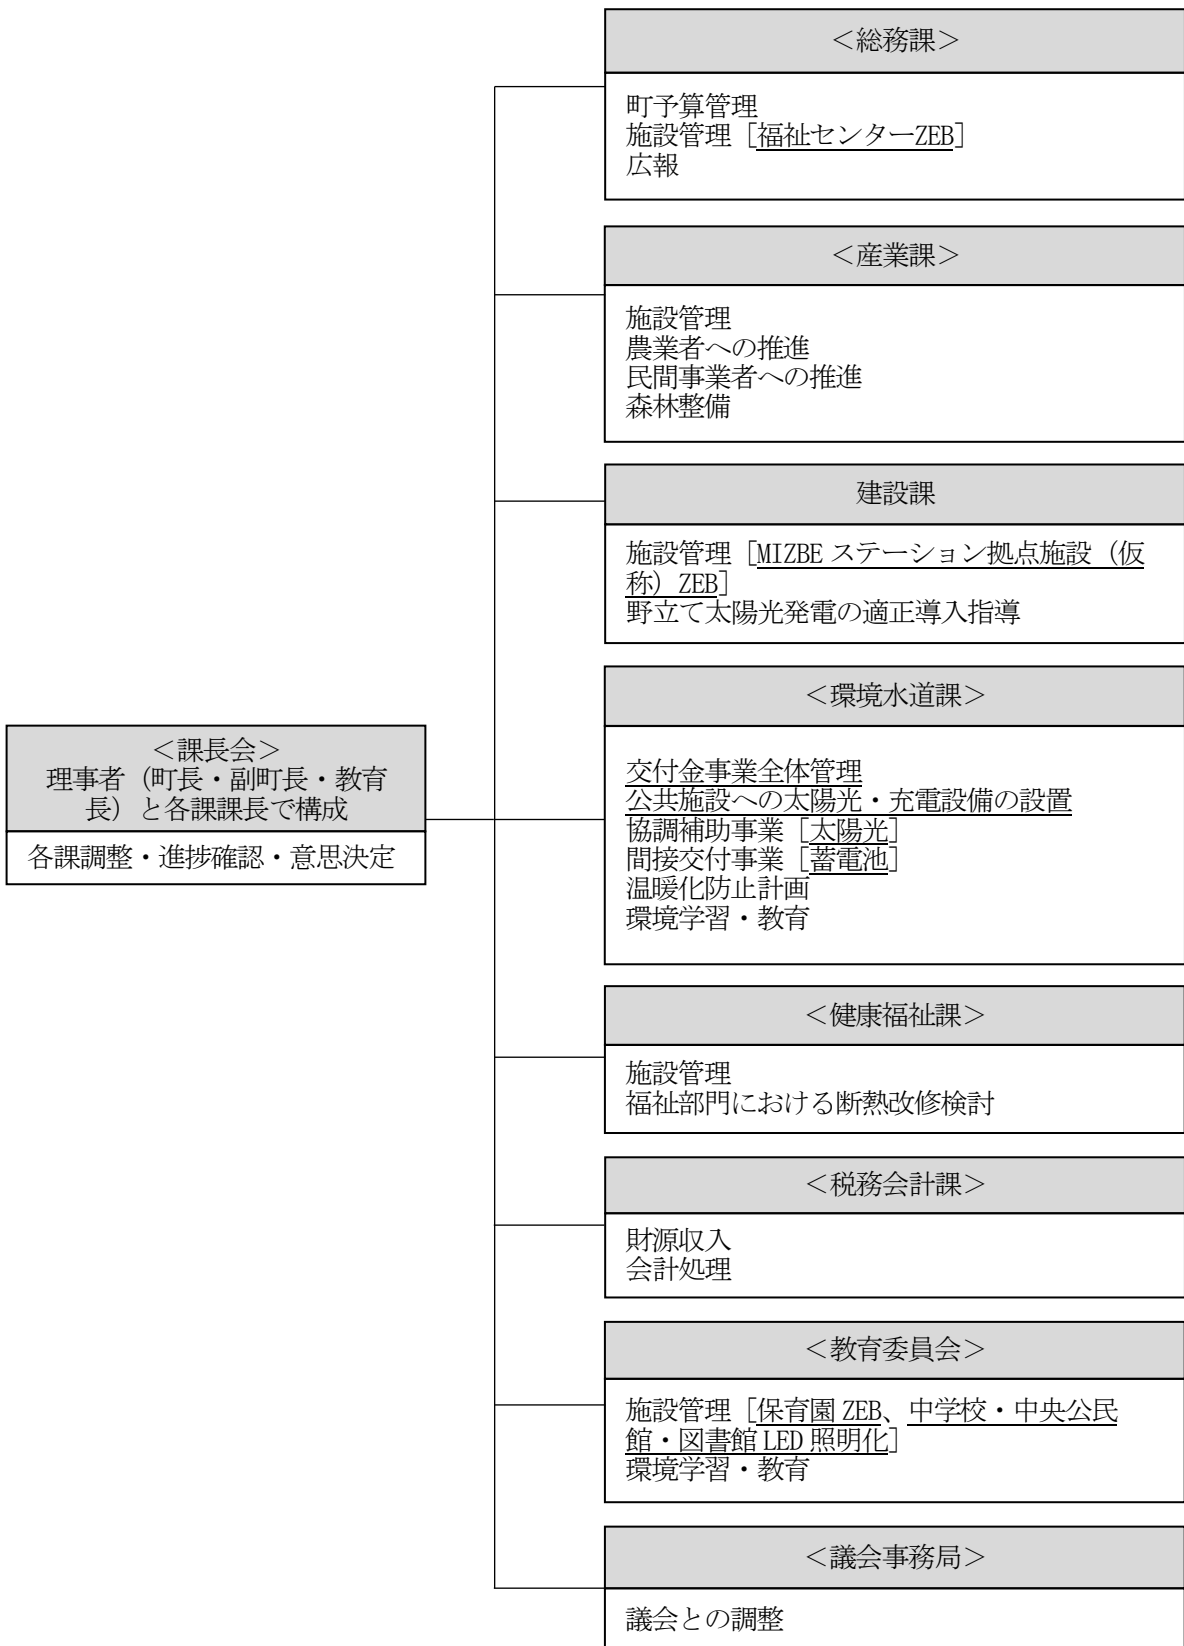 <総務課>
町予算管理
施設管理［福祉センターZEB］
広報
<産業課>
施設管理
農業者への推進
民間事業者への推進
森林整備
建設課
施設管理［MIZBE ステーション拠点施設（仮
称）ZEB］
野立て太陽光発電の適正導入指導
<環境水道課>
交付金事業全体管理
公共施設への太陽光・充電設備の設置
協調補助事業［太陽光］
間接交付事業［蓄電池］
温暖化防止計画
環境学習・教育
<課長会>
理事者（町長・副町長・教育
長）と各課課長で構成
各課調整・進捗確認・意思決定
<健康福祉課>
施設管理
福祉部門における断熱改修検討
<税務会計課>
財源収入
会計処理
<教育委員会>
施設管理［保育園 ZEB、中学校・中央公民
館・図書館 LED 照明化］
環境学習・教育
<議会事務局>
議会との調整